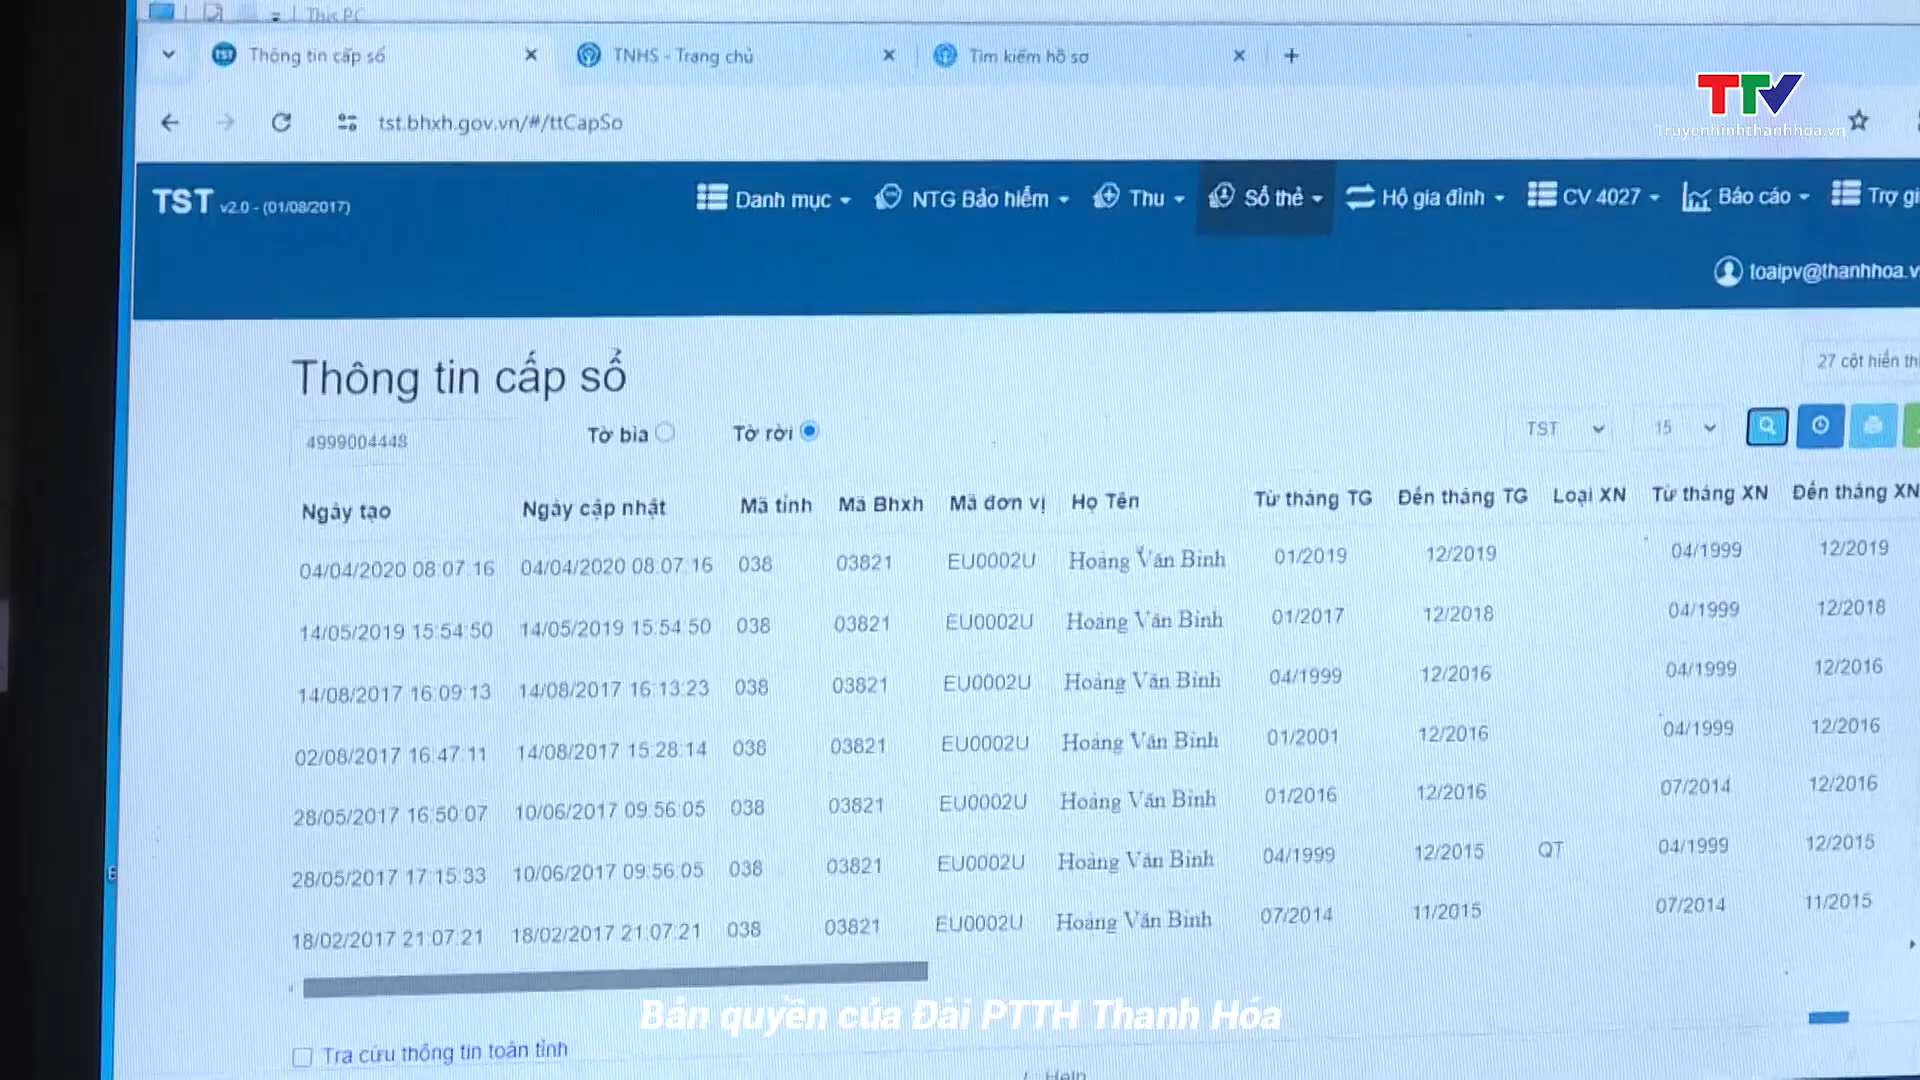 This PC
Thông tin cấp sổ
TNHS - Trang chủ
Tìm kiếm hồ sơ
tst.bhxh.gov.vn/#/ttCapSo
TTV
Truyenhinhthanhhoa.vn
TST v2.0 - (01/08/2017)
Danh mục
NTG Bảo hiểm
Thu
Sổ thẻ
Hộ gia đình
CV 4027
Báo cáo
Trợ gi
toaipv@thanhhoa.v
Thông tin cấp sổ
27 cột hiển th
4999004448
Tờ bìa
Tờ rời
TST
15
Ngày tạo Ngày cập nhật Mã tỉnh Mã Bhxh Mã đơn vị Họ Tên Từ tháng TG Đến tháng TG Loại XN Từ tháng XN Đến tháng XN
04/04/2020 08:07:16 04/04/2020 08:07:16 038 03821 EU0002U Hoàng Văn Bình 01/2019 12/2019 04/1999 12/2019
14/05/2019 15:54:50 14/05/2019 15:54:50 038 03821 EU0002U Hoàng Văn Bình 01/2017 12/2018 04/1999 12/2018
14/08/2017 16:09:13 14/08/2017 16:13:23 038 03821 EU0002U Hoàng Văn Bình 04/1999 12/2016 04/1999 12/2016
02/08/2017 16:47:11 14/08/2017 15:28:14 038 03821 EU0002U Hoàng Văn Bình 01/2001 12/2016 04/1999 12/2016
28/05/2017 16:50:07 10/06/2017 09:56:05 038 03821 EU0002U Hoàng Văn Bình 01/2016 12/2016 07/2014 12/2016
28/05/2017 17:15:33 10/06/2017 09:56:05 038 03821 EU0002U Hoàng Văn Bình 04/1999 12/2015 QT 04/1999 12/2015
18/02/2017 21:07:21 18/02/2017 21:07:21 038 03821 EU0002U Hoàng Văn Bình 07/2014 11/2015 07/2014 11/2015
Bản quyền của Đài PTTH Thanh Hóa
Tra cứu thông tin toàn tỉnh
Help